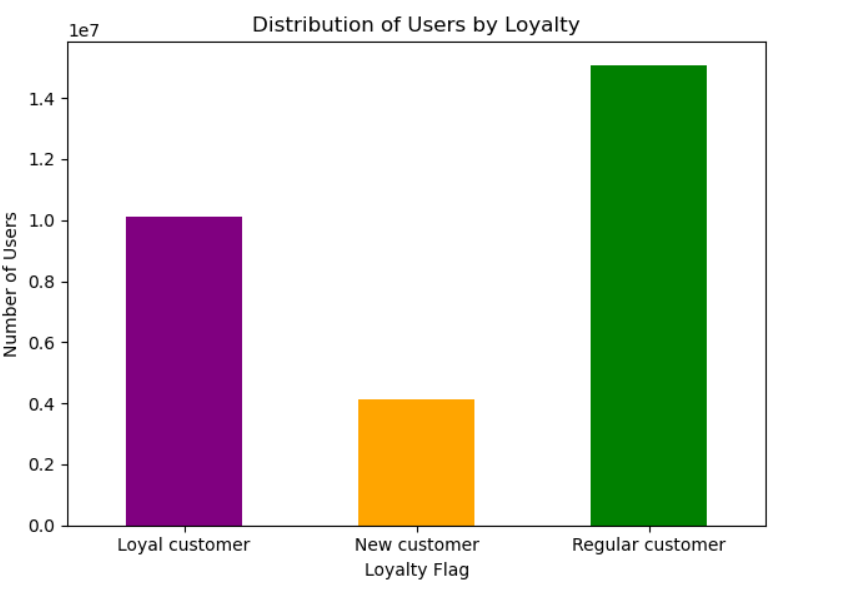 Distribution of Users by Loyalty
1e7
1.4
1.2
1.0
0.8
0.6
0.4
0.2
0.0
Number of Users
Loyal customer New customer Regular customer
Loyalty Flag